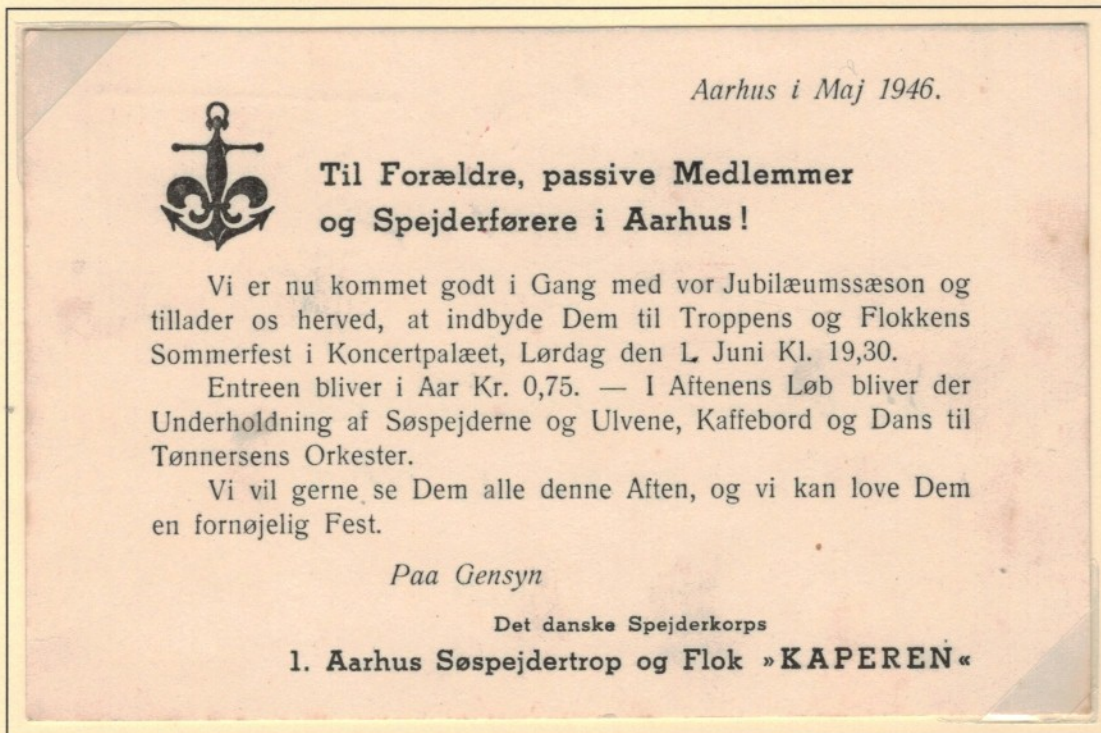 Aarhus i Maj 1946.
Til Forældre, passive Medlemmer
og Spejderførere i Aarhus!
Vi er nu kommet godt i Gang med vor Jubilæumssæson og
tillader os herved, at indbyde Dem til Troppens og Flokkens
Sommerfest i Koncertpalæet, Lørdag den 1. Juni Kl. 19,30.
Entreen bliver i Aar Kr. 0,75. — I Aftenens Løb bliver der
Underholdning af Søspejderne og Ulvene, Kaffebord og Dans til
Tønnersens Orkester.
Vi vil gerne se Dem alle denne Aften, og vi kan love Dem
en fornøjelig Fest.
Paa Gensyn
Det danske Spejderkorps
1. Aarhus Søspejdertrop og Flok »KAPEREN«